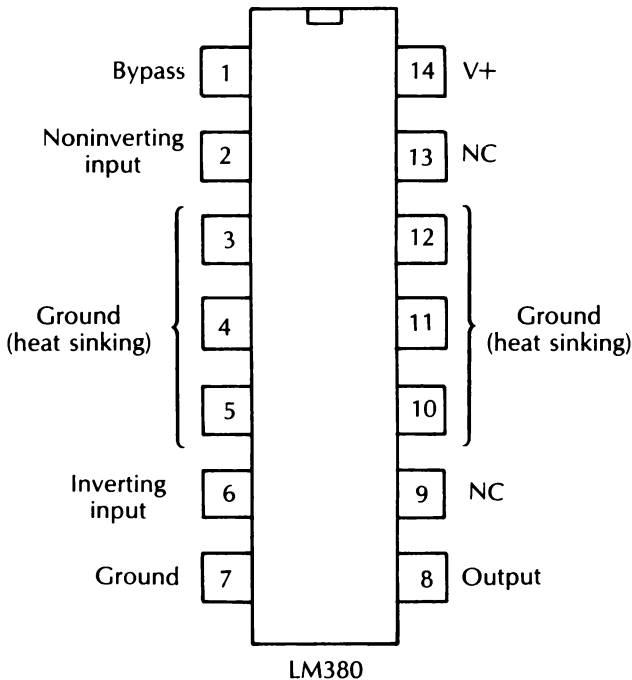 Bypass 1 14 V+
Noninverting
input 2 13 NC
3 12
Ground
(heat sinking) 4 11 Ground
(heat sinking)
5 10
Inverting
input 6 9 NC
Ground 7 8 Output
LM380